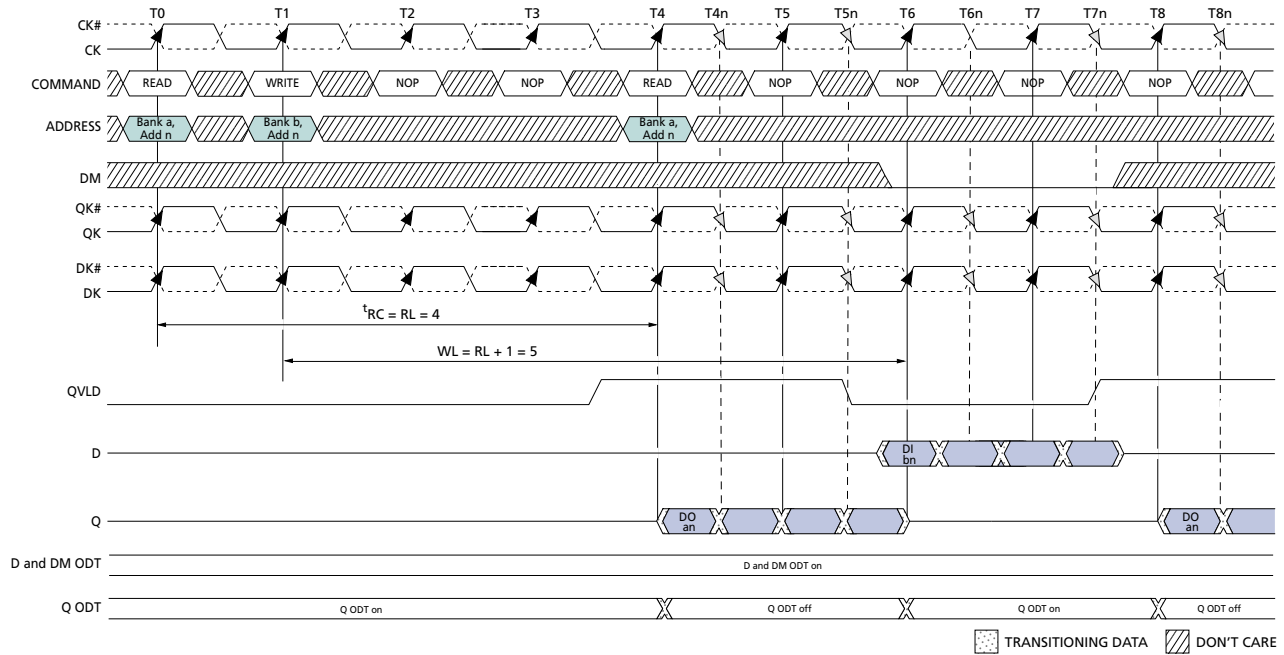 T0 T1 T2 T3 T4 T4n T5 T5n T6 T6n T7 T7n T8 T8n
CK#
CK
COMMAND READ WRITE NOP NOP READ NOP NOP NOP NOP
ADDRESS Bank a, Add n Bank b, Add n Bank a, Add n
DM
QK#
QK
DK#
DK
tRC = RL = 4
WL = RL + 1 = 5
QVLD
D DI bn
Q DO an DO an
D and DM ODT D and DM ODT on
Q ODT Q ODT on Q ODT off Q ODT on Q ODT off
TRANSITIONING DATA DON'T CARE